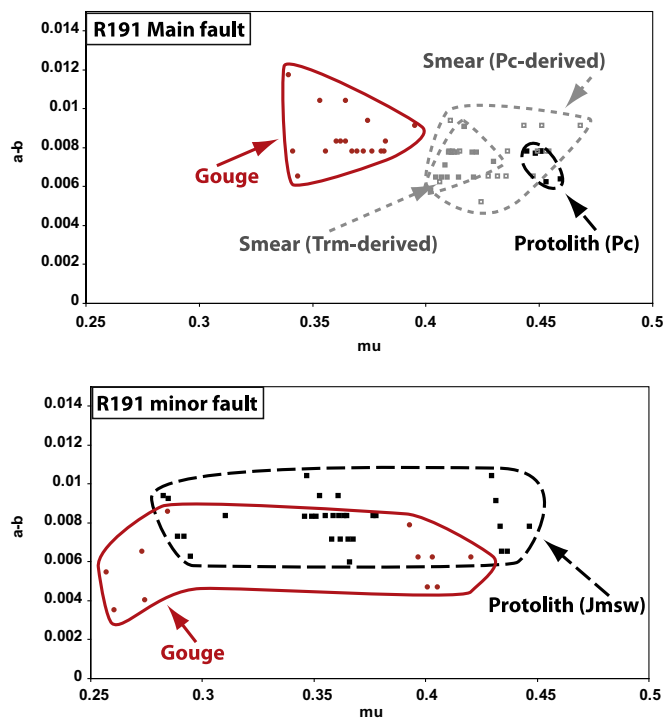 R191 Main fault
0.014
0.012
0.01
0.008
0.006
0.004
0.002
0
a-b
Smear (Pc-derived)
Gouge
Smear (Trm-derived)
Protolith (Pc)
0.25
0.3
0.35
0.4
0.45
0.5
mu
R191 minor fault
0.014
0.012
0.01
0.008
0.006
0.004
0.002
0
a-b
Protolith (Jmsw)
Gouge
0.25
0.3
0.35
0.4
0.45
0.5
mu